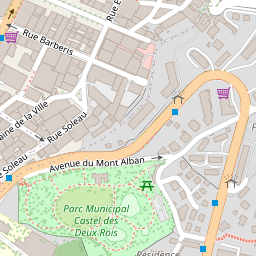 Rue Barberis
Rue E
aine de la Ville
Rue Soleau
Soleau
Avenue du Mont Alban
Parc Municipal
Castel des
Deux Rois
Résidence